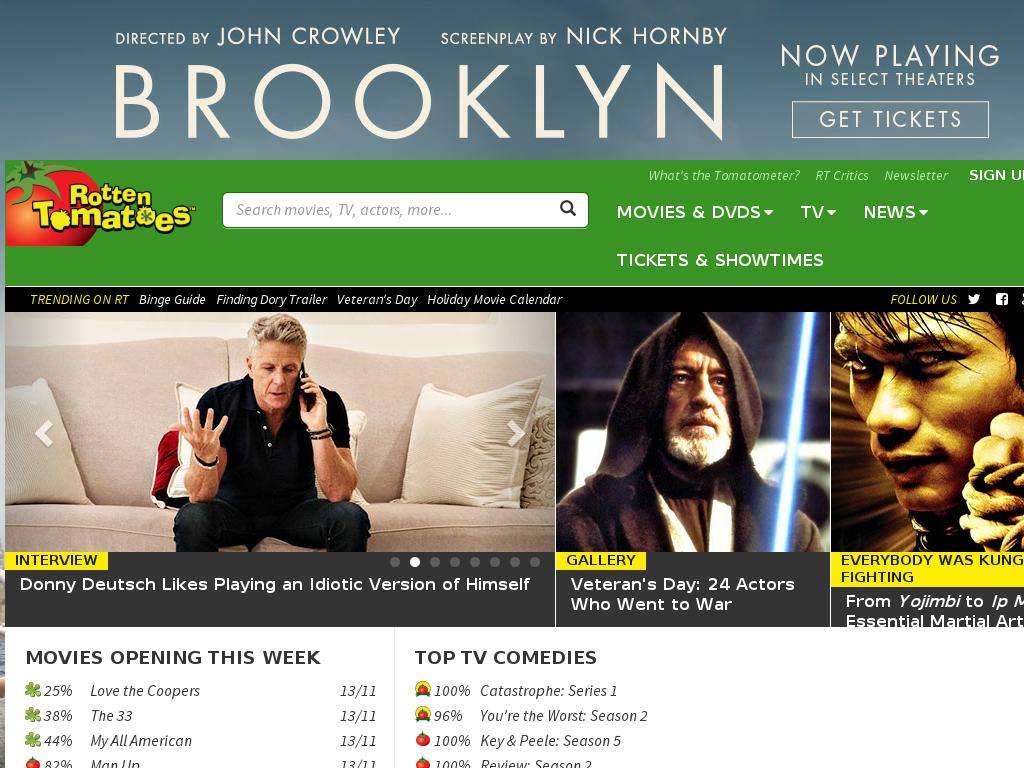 DIRECTED BY JOHN CROWLEY SCREENPLAY BY NICK HORNBY
BROOKLYN
NOW PLAYING
IN SELECT THEATERS
GET TICKETS
Rotten
Tomatoes
What's the Tomatometer? RT Critics Newsletter SIGN U
Search movies, TV, actors, more...
MOVIES & DVDS TV NEWS
TICKETS & SHOWTIMES
TRENDING ON RT Binge Guide Finding Dory Trailer Veteran's Day Holiday Movie Calendar FOLLOW US
INTERVIEW
Donny Deutsch Likes Playing an Idiotic Version of Himself
GALLERY
Veteran's Day: 24 Actors
Who Went to War
EVERYBODY WAS KUNG
FIGHTING
From Yojimbi to Ip M
Essential Martial Art
MOVIES OPENING THIS WEEK
25% Love the Coopers 13/11
38% The 33 13/11
44% My All American 13/11
82% Man Up 13/11
TOP TV COMEDIES
100% Catastrophe: Series 1
96% You're the Worst: Season 2
100% Key & Peele: Season 5
100% Review: Season 2